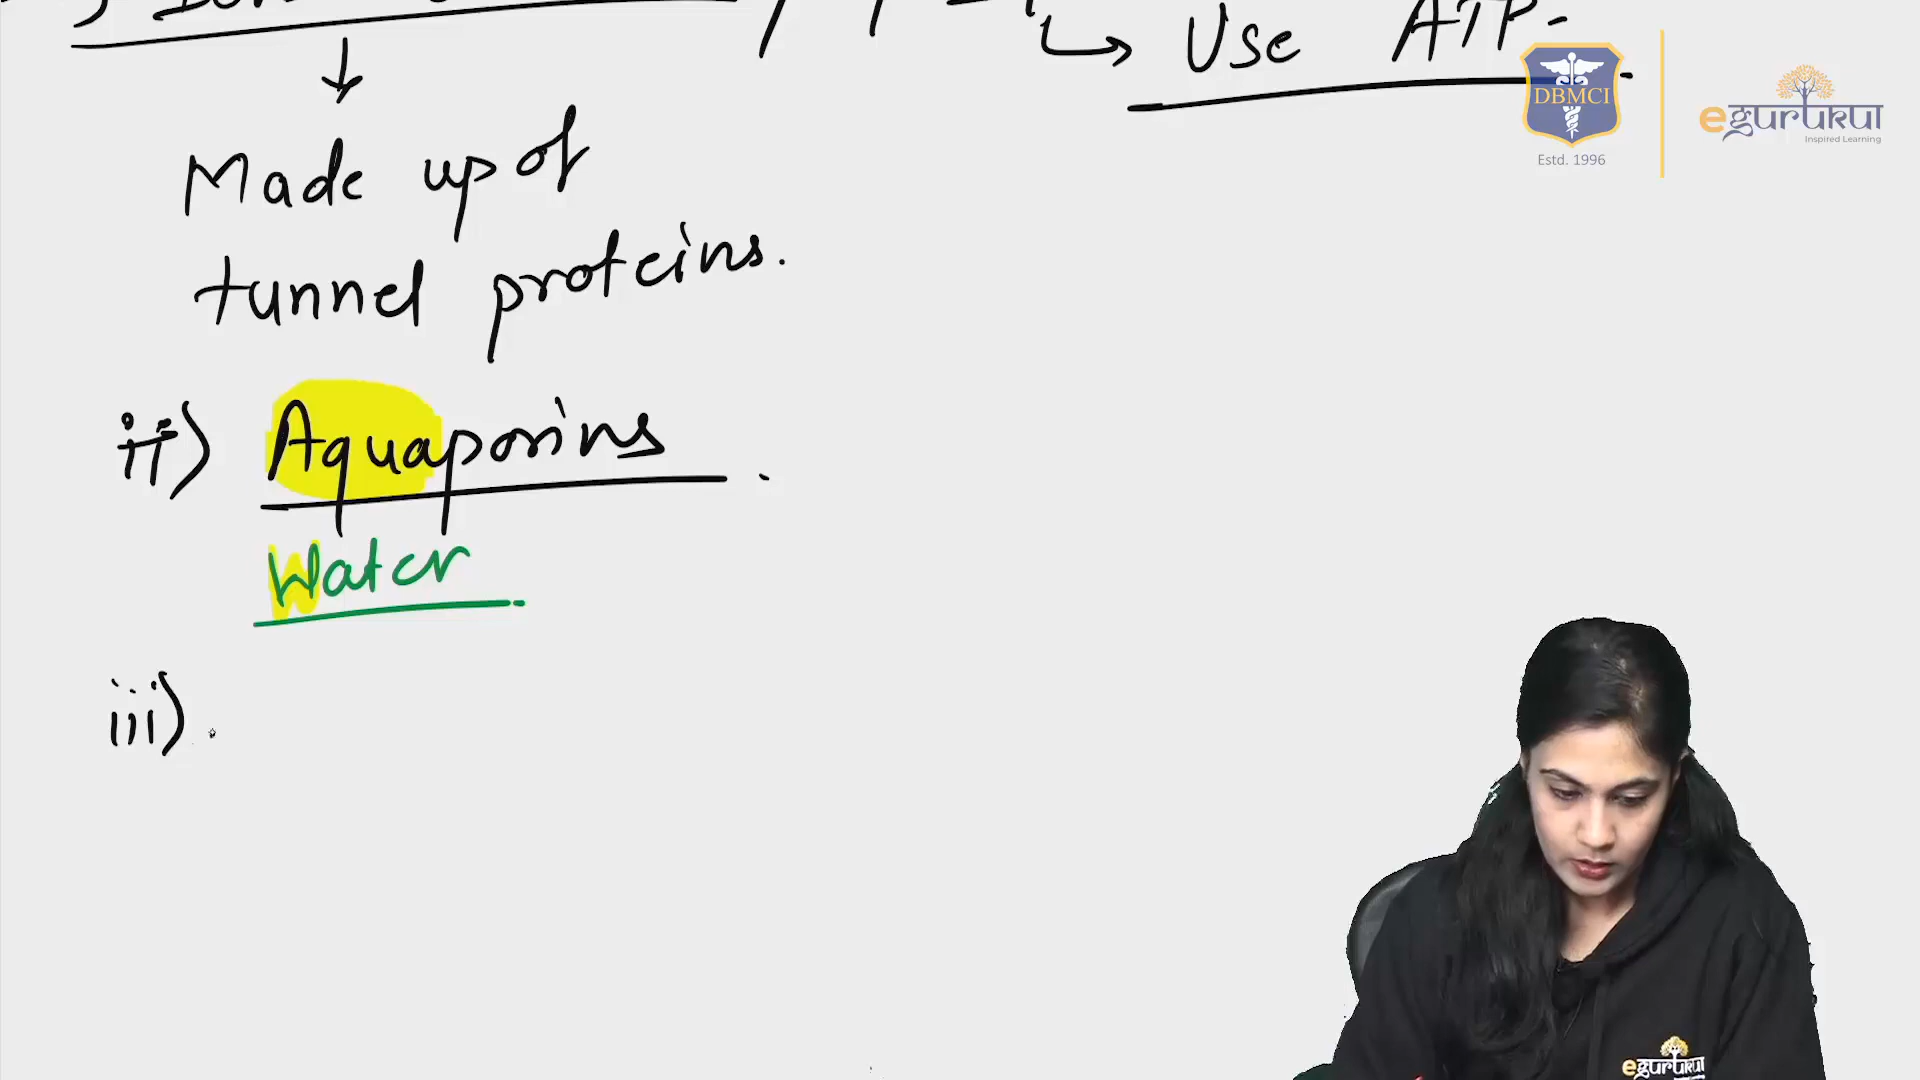 Use ATP.
Made up of
tunnel proteins.
ii) Aquaporins
Water
iii)
DBMCI
Estd. 1996
egurukul
Inspired Learning
egurukul